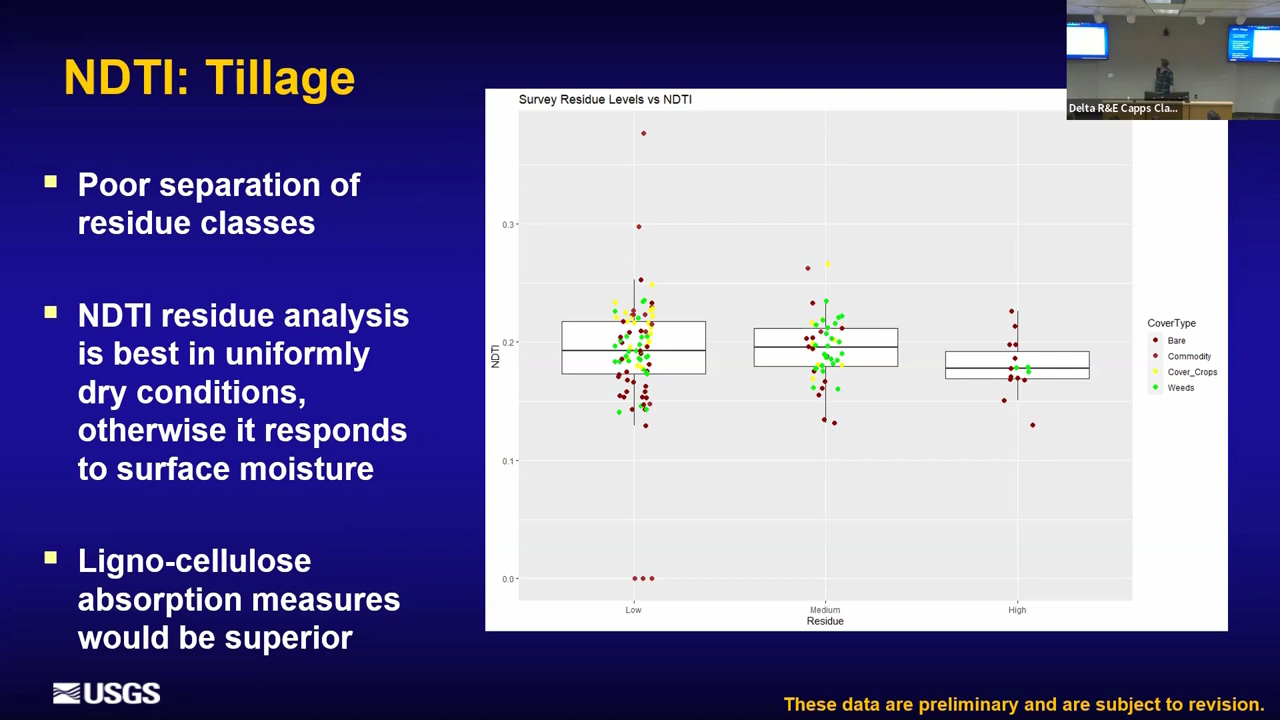 NDTI: Tillage
Poor separation of
residue classes
NDTI residue analysis
is best in uniformly
dry conditions,
otherwise it responds
to surface moisture
Ligno-cellulose
absorption measures
would be superior
USGS
Survey Residue Levels vs NDTI
0.3
0.2
0.1
0.0
NDTI
Low
Medium
High
Residue
CoverType
Bare
Commodity
Cover_Crops
Weeds
Delta R&E Capps Cla...
These data are preliminary and are subject to revision.